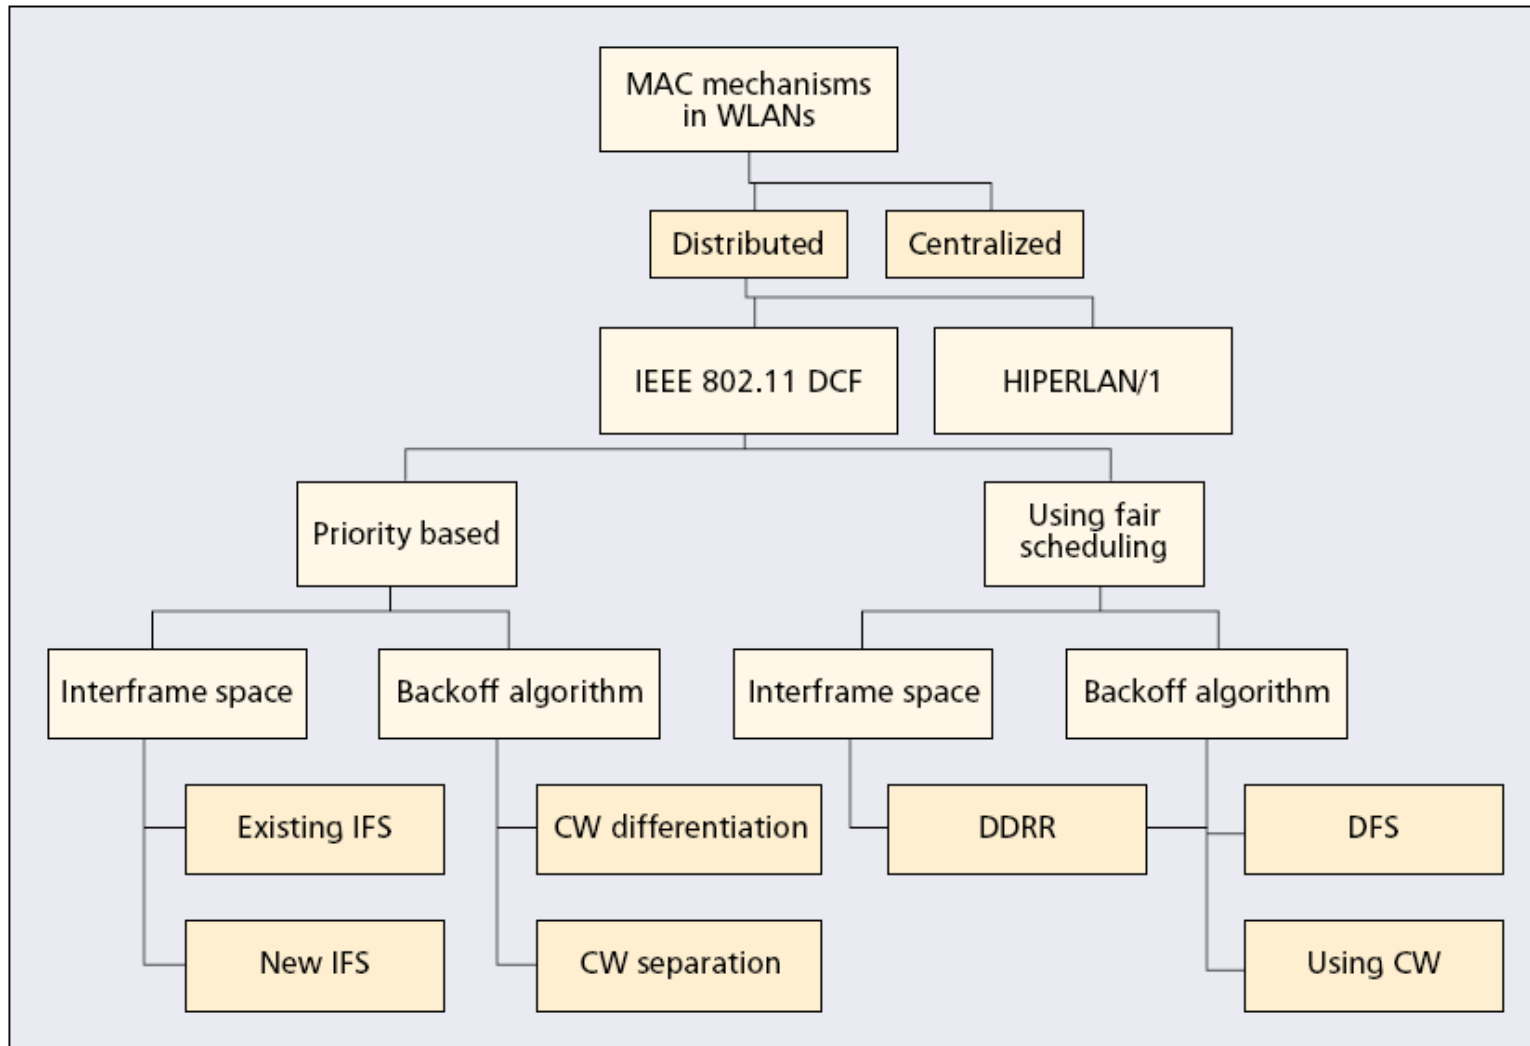 MAC mechanisms
in WLANs
Distributed
Centralized
IEEE 802.11 DCF
HIPERLAN/1
Priority based
Using fair
scheduling
Interframe space
Backoff algorithm
Interframe space
Backoff algorithm
Existing IFS
CW differentiation
DDRR
DFS
New IFS
CW separation
Using CW